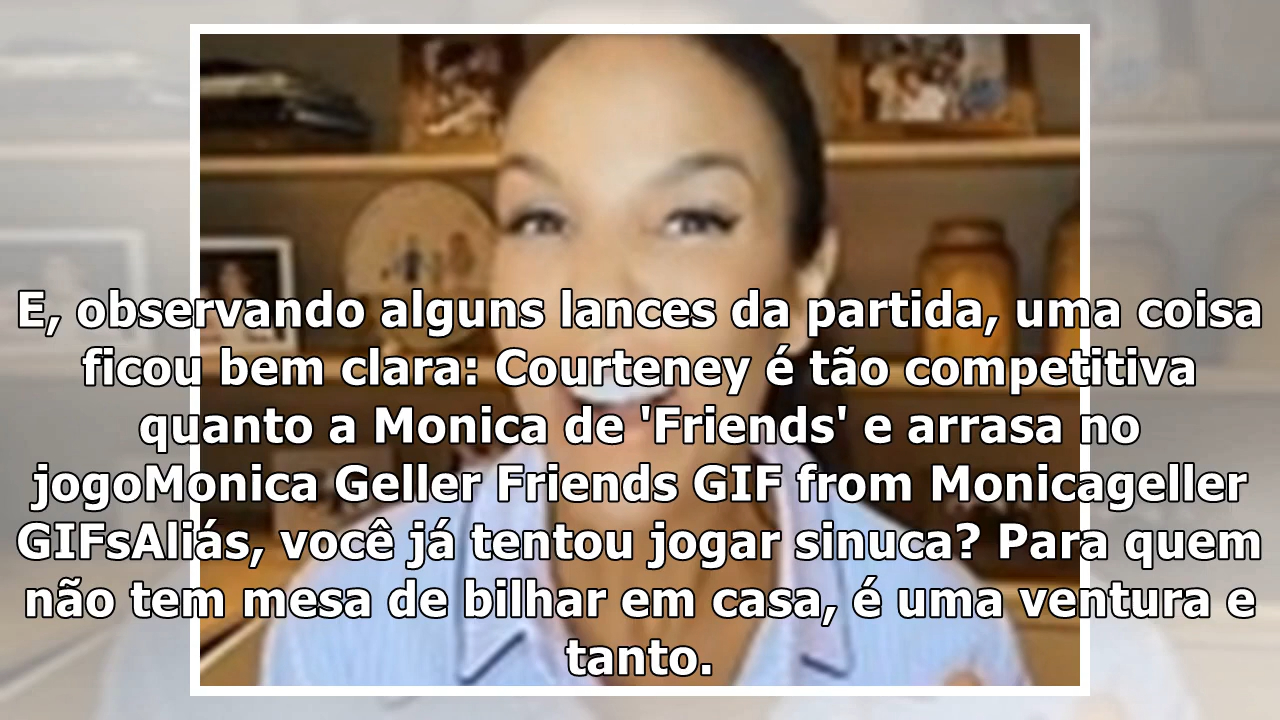 E, observando alguns lances da partida, uma coisa
ficou bem clara: Courteney é tão competitiva
quanto a Monica de 'Friends' e arrasa no
jogoMonica Geller Friends GIF from Monicageller
GIFsAliás, você já tentou jogar sinuca? Para quem
não tem mesa de bilhar em casa, é uma ventura e
tanto.